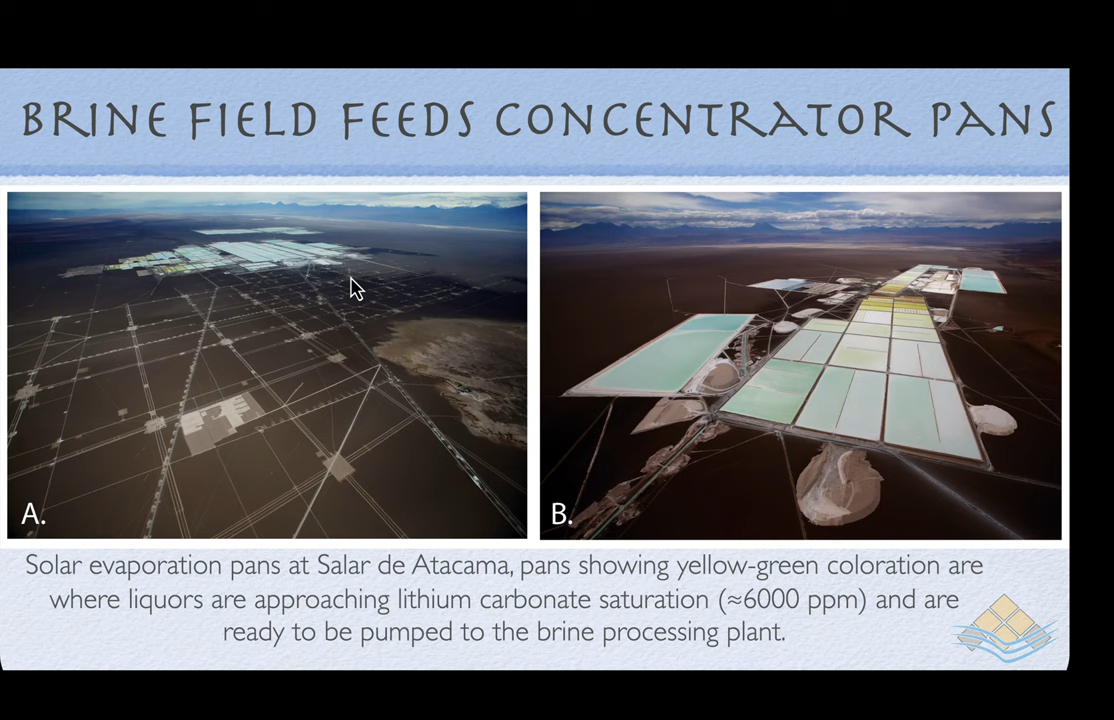 BRINE FIELD FEEDS CONCENTRATOR PANS
A.
B.
Solar evaporation pans at Salar de Atacama, pans showing yellow-green coloration are
where liquors are approaching lithium carbonate saturation (≈6000 ppm) and are
ready to be pumped to the brine processing plant.